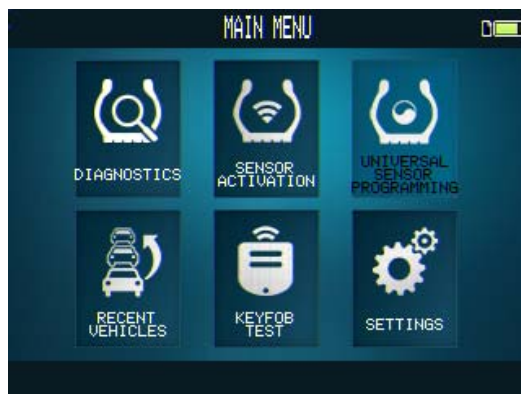 MAIN MENU
DIAGNOSTICS
SENSOR
ACTIVATION
UNIVERSAL
SENSOR
PROGRAMMING
RECENT
VEHICLES
KEYFOB
TEST
SETTINGS